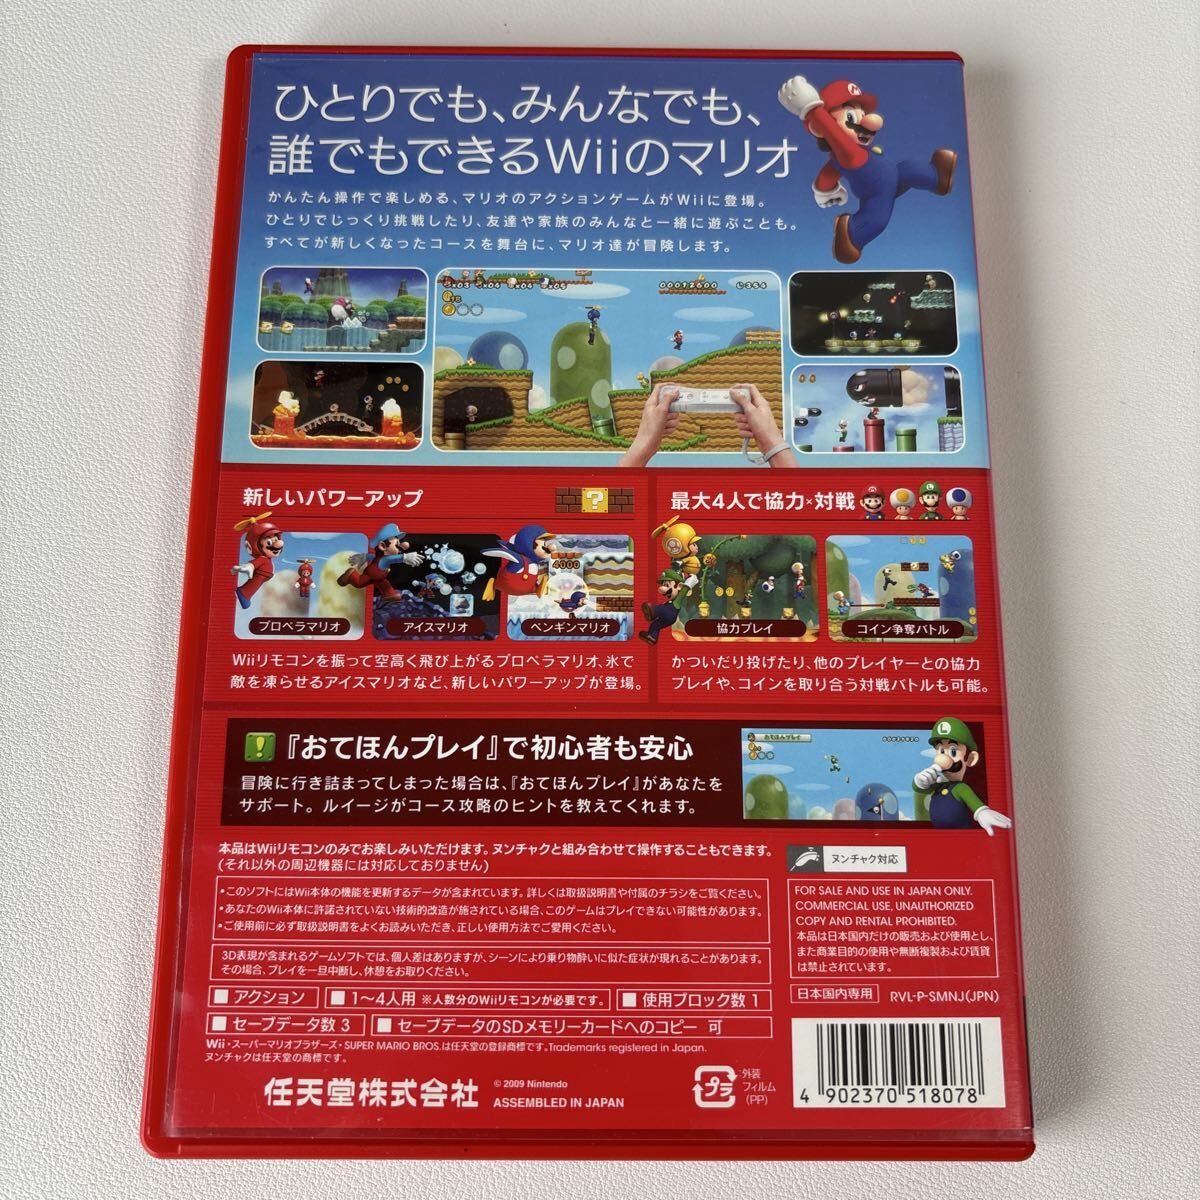 ひとりでも、みんなでも、
誰でもできるWiiのマリオ
かんたん操作で楽しめる、マリオのアクションゲームがWiiに登場。
ひとりでじっくり挑戦したり、友達や家族のみんなと一緒に遊ぶことも。
すべてが新しくなったコースを舞台に、マリオ達が冒険します。
新しいパワーアップ
プロペラマリオ
アイスマリオ
4000
ペンギンマリオ
Wiiリモコンを振って空高く飛び上がるプロペラマリオ、氷で
敵を凍らせるアイスマリオなど、新しいパワーアップが登場。
最大4人で協力×対戦
協力プレイ
コイン争奪バトル
かついだり投げたり、他のプレイヤーとの協力
プレイや、コインを取り合う対戦バトルも可能。
『おてほんプレイ』で初心者も安心
冒険に行き詰まってしまった場合は、『おてほんプレイ』があなたを
サポート。ルイージがコース攻略のヒントを教えてくれます。
おてほんプレイ
本品はWiiリモコンのみでお楽しみいただけます。ヌンチャクと組み合わせて操作することもできます。
(それ以外の周辺機器には対応しておりません)
・このソフトにはWii本体の機能を更新するデータが含まれています。詳しくは取扱説明書や付属のチラシをご覧ください。
・あなたのWii本体に許諾されていない技術的改造が施されている場合、このゲームはプレイできない可能性があります。
・ご使用前に必ず取扱説明書をよくお読みいただき、正しい使用方法でご愛用ください。
3D表現が含まれるゲームソフトでは、個人差はありますが、シーンにより乗り物酔いに似た症状が現れることがあります。
その場合、プレイを一旦中断し、休憩をお取りください。
■ アクション
■ 1〜4人用 ※人数分のWiiリモコンが必要です。
■ 使用ブロック数 1
■ セーブデータ数 3
■ セーブデータのSDメモリーカードへのコピー 可
Wii・スーパーマリオブラザーズ・SUPER MARIO BROS.は任天堂の登録商標です。Trademarks registered in Japan.
ヌンチャクは任天堂の商標です。
任天堂株式会社
© 2009 Nintendo
ASSEMBLED IN JAPAN
ヌンチャク対応
FOR SALE AND USE IN JAPAN ONLY.
COMMERCIAL USE, UNAUTHORIZED
COPY AND RENTAL PROHIBITED.
本品は日本国内だけの販売および使用とし、
また商業目的の使用や無断複製および賃貸
は禁止されています。
日本国内専用
RVL-P-SMNJ(JPN)
プラ
外装
フィルム
(PP)
4 902370 518078